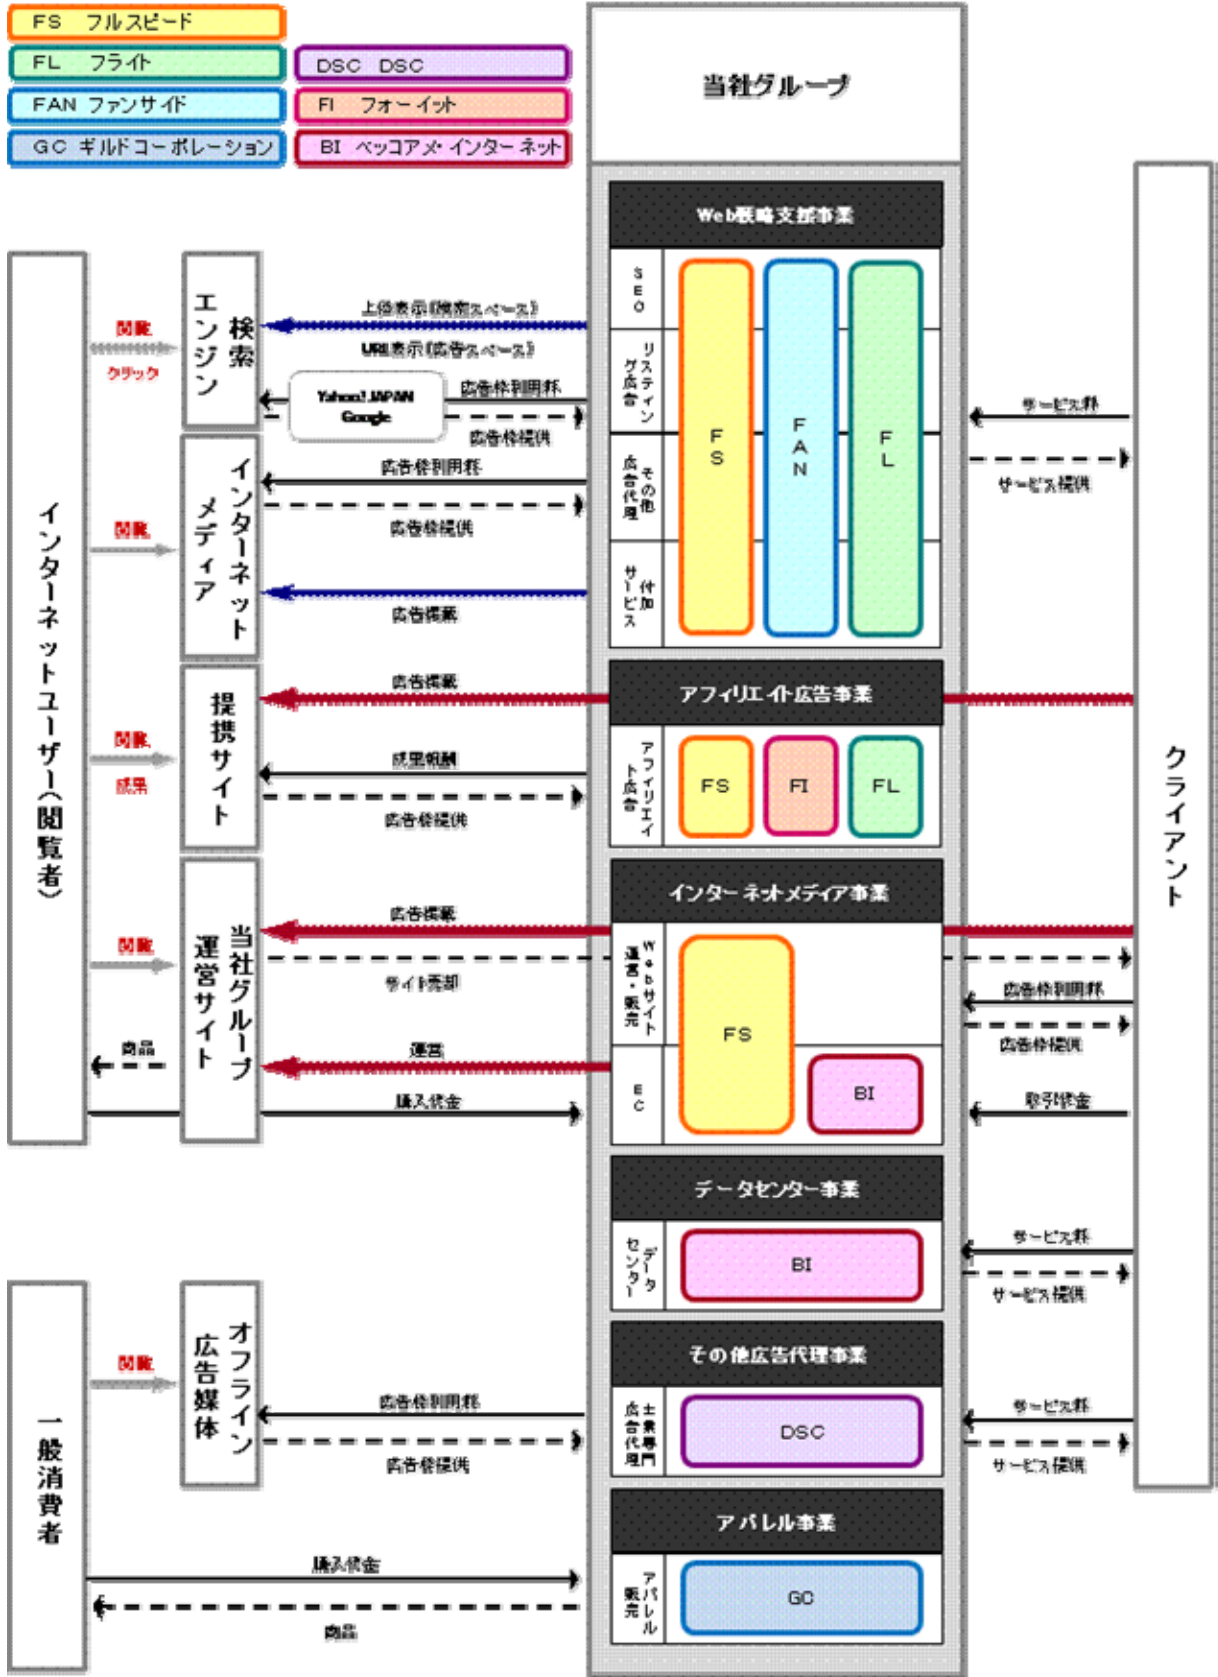 FS フルスピード
FL フライト
DSC DSC
FAN ファンサイド
FI フォーイット
GC ギルドコーポレーション
BI ベッコアメ・インターネット
当社グループ
Web戦略支援事業
SEO
リスティング広告
その他広告代理
付加サービス
FS
FAN
FL
検索エンジン
閲覧
クリック
上位表示（検索スペース）
URL表示（広告スペース）
Yahoo! JAPAN
Google
広告枠利用料
広告枠提供
サービス料
サービス提供
インターネットメディア
閲覧
広告枠利用料
広告枠提供
広告掲載
インターネットユーザー（閲覧者）
クライアント
アフィリエイト広告事業
アフィリエイト広告
FS
FI
FL
提携サイト
閲覧
成果
広告掲載
成果報酬
広告枠提供
インターネットメディア事業
Webサイト運営・販売
EC
FS
BI
当社グループ運営サイト
閲覧
商品
広告掲載
サイト売却
運営
購入代金
広告枠利用料
広告枠提供
取引代金
データセンター事業
データセンター
BI
サービス料
サービス提供
その他広告代理事業
士業専門広告代理
DSC
オフライン広告媒体
閲覧
広告枠利用料
広告枠提供
サービス料
サービス提供
一般消費者
アパレル事業
アパレル販売
GC
購入代金
商品